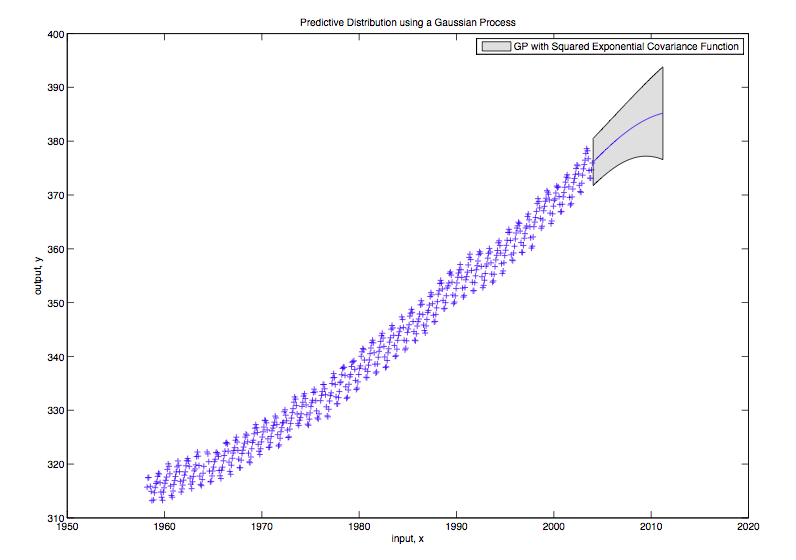 Predictive Distribution using a Gaussian Process
400
GP with Squared Exponential Covariance Function
390
380
370
360
output, y
350
340
330
320
310
1950 1960 1970 1980 1990 2000 2010 2020
input, x